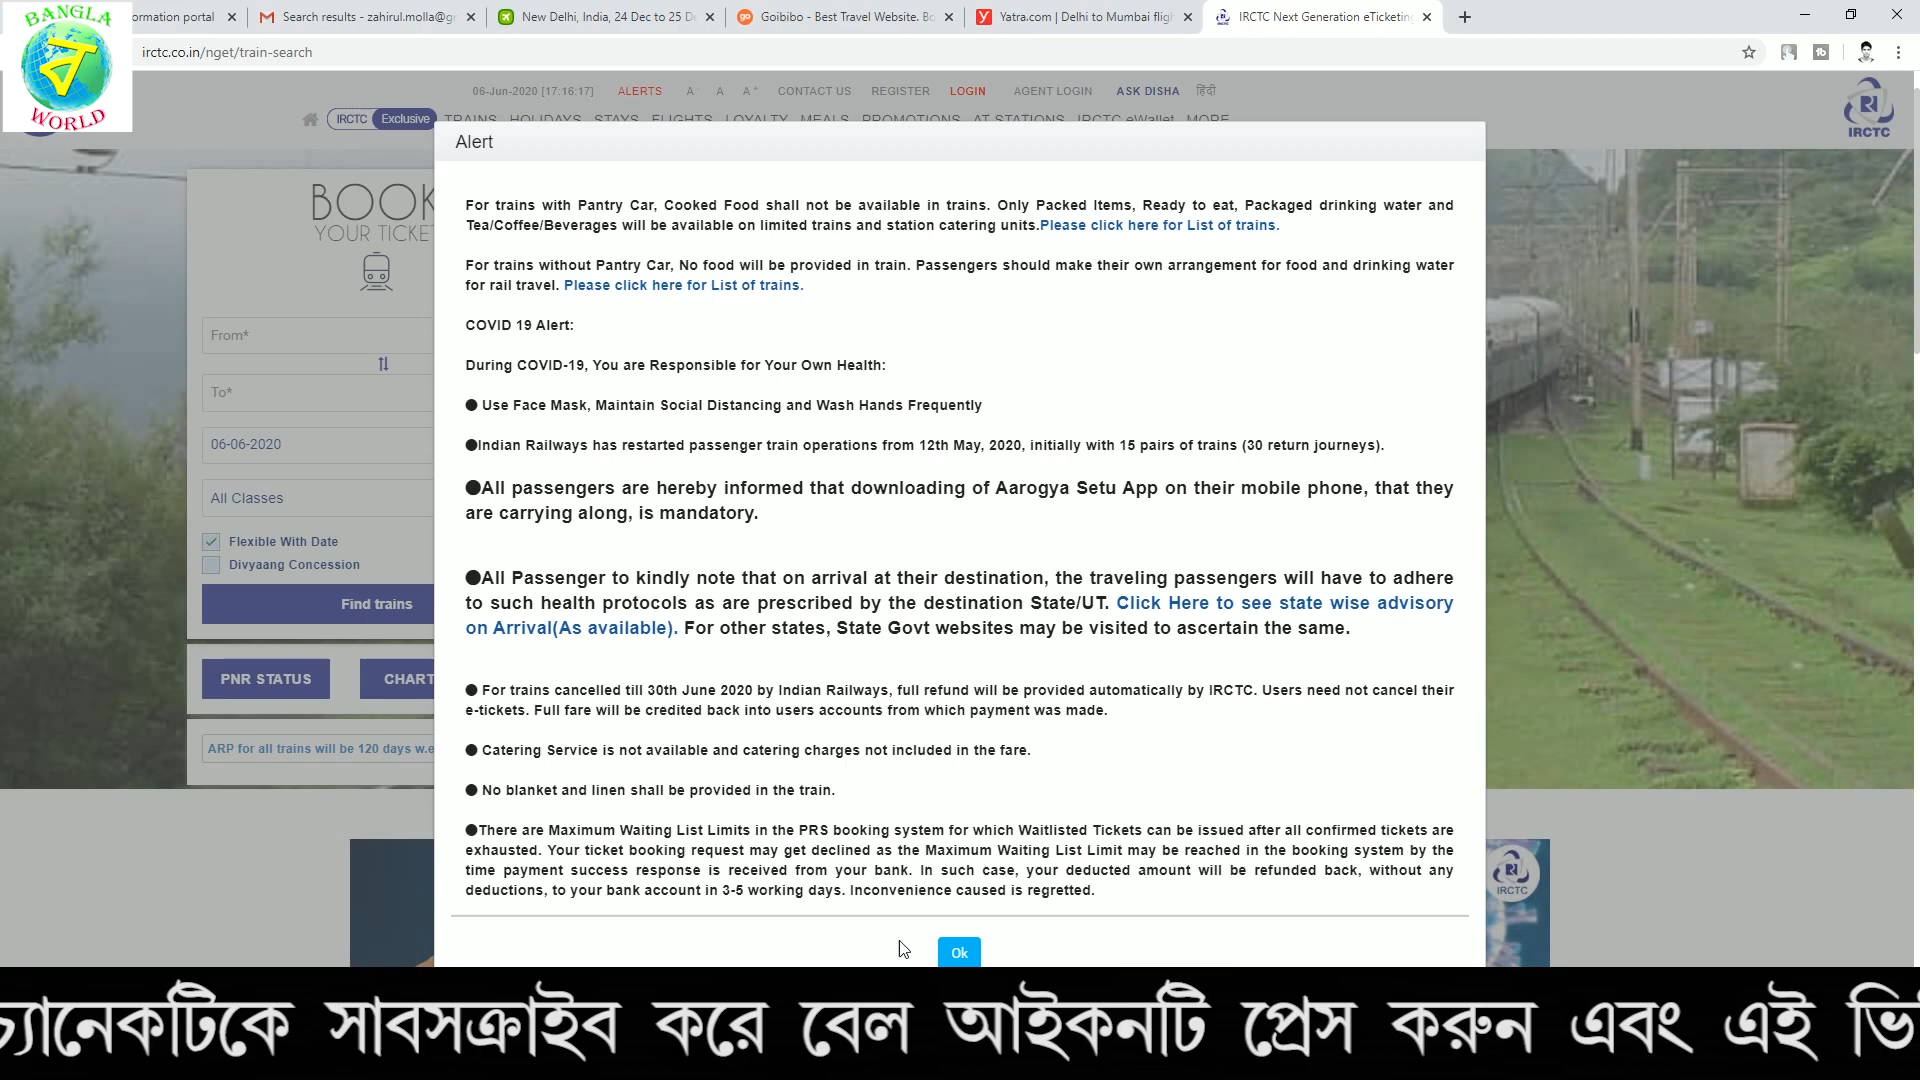 BANGLA
WORLD
ormation portal
Search results - zahirul.molla@gr
New Delhi, India, 24 Dec to 25 De
Goibibo - Best Travel Website. Bo
Yatra.com | Delhi to Mumbai fligh
IRCTC Next Generation eTicketing
irctc.co.in/nget/train-search
06-Jun-2020 [17:16:17] ALERTS A A A+ CONTACT US REGISTER LOGIN AGENT LOGIN ASK DISHA हिंदी
IRCTC Exclusive TRAINS HOLIDAYS STAYS FLIGHTS LOYALTY MEALS PROMOTIONS AT STATIONS IRCTC eWallet MORE
IRCTC
Alert
For trains with Pantry Car, Cooked Food shall not be available in trains. Only Packed Items, Ready to eat, Packaged drinking water and
Tea/Coffee/Beverages will be available on limited trains and station catering units.Please click here for List of trains.
For trains without Pantry Car, No food will be provided in train. Passengers should make their own arrangement for food and drinking water
for rail travel. Please click here for List of trains.
COVID 19 Alert:
During COVID-19, You are Responsible for Your Own Health:
● Use Face Mask, Maintain Social Distancing and Wash Hands Frequently
●Indian Railways has restarted passenger train operations from 12th May, 2020, initially with 15 pairs of trains (30 return journeys).
●All passengers are hereby informed that downloading of Aarogya Setu App on their mobile phone, that they
are carrying along, is mandatory.
●All Passenger to kindly note that on arrival at their destination, the traveling passengers will have to adhere
to such health protocols as are prescribed by the destination State/UT. Click Here to see state wise advisory
on Arrival(As available). For other states, State Govt websites may be visited to ascertain the same.
● For trains cancelled till 30th June 2020 by Indian Railways, full refund will be provided automatically by IRCTC. Users need not cancel their
e-tickets. Full fare will be credited back into users accounts from which payment was made.
● Catering Service is not available and catering charges not included in the fare.
● No blanket and linen shall be provided in the train.
●There are Maximum Waiting List Limits in the PRS booking system for which Waitlisted Tickets can be issued after all confirmed tickets are
exhausted. Your ticket booking request may get declined as the Maximum Waiting List Limit may be reached in the booking system by the
time payment success response is received from your bank. In such case, your deducted amount will be refunded back, without any
deductions, to your bank account in 3-5 working days. Inconvenience caused is regretted.
Ok
BOOK
YOUR TICKET
From*
To*
06-06-2020
All Classes
Flexible With Date
Divyaang Concession
Find trains
PNR STATUS
CHART
ARP for all trains will be 120 days w.e
IRCTC
চ্যানেলটিকে সাবসক্রাইব করে বেল আইকনটি প্রেস করুন এবং এই ভি